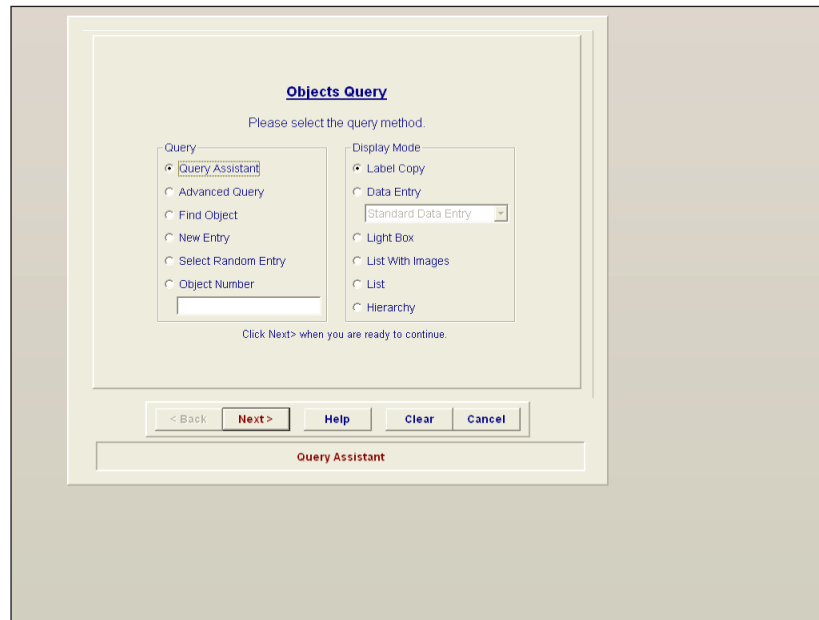 Objects Query
Please select the query method.
Query
Query Assistant
Advanced Query
Find Object
New Entry
Select Random Entry
Object Number
Display Mode
Label Copy
Data Entry
Standard Data Entry
Light Box
List With Images
List
Hierarchy
Click Next> when you are ready to continue.
< Back Next > Help Clear Cancel
Query Assistant